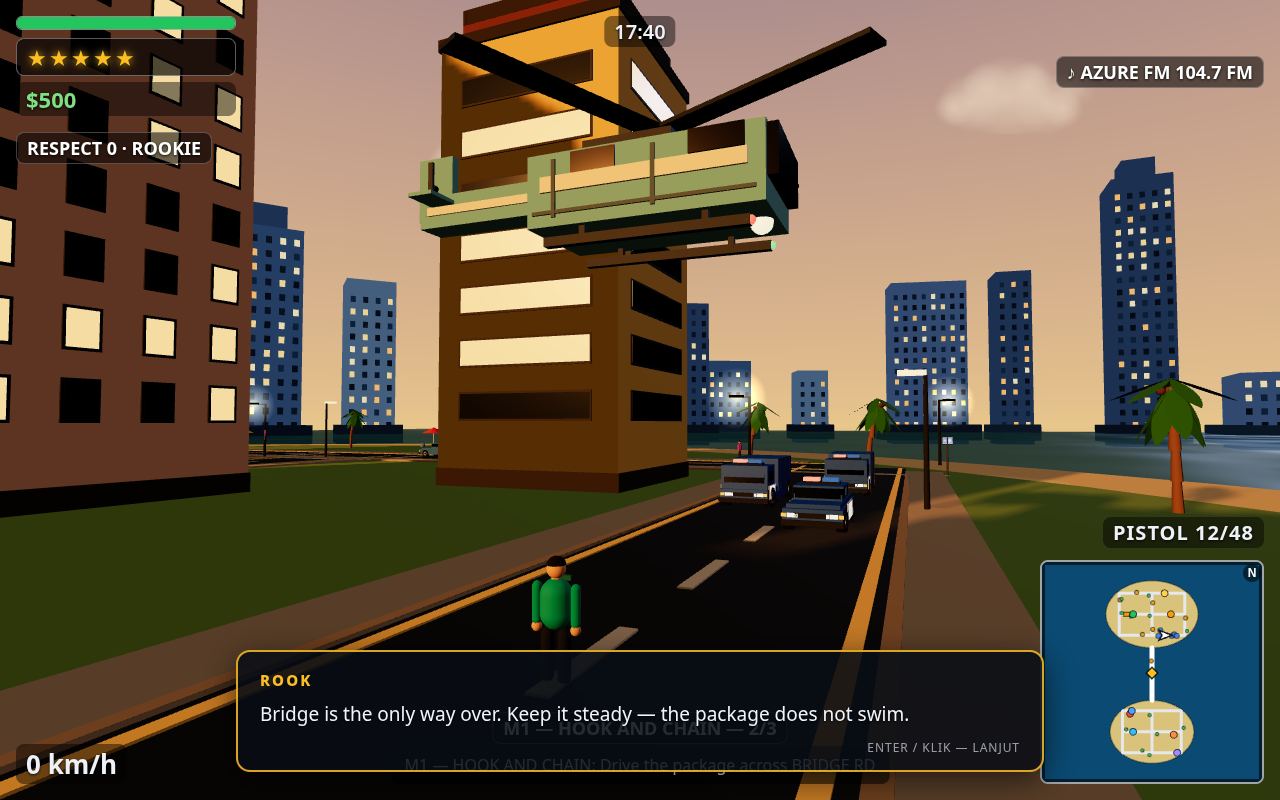 17:40
★★★★★
♪ AZURE FM 104.7 FM
$500
RESPECT 0 · ROOKIE
PISTOL 12/48
N
ROOK
Bridge is the only way over. Keep it steady — the package does not swim.
M1 — HOOK AND CHAIN — 2/3
ENTER / KLIK — LANJUT
M1 — HOOK AND CHAIN: Drive the package across BRIDGE RD
0 km/h